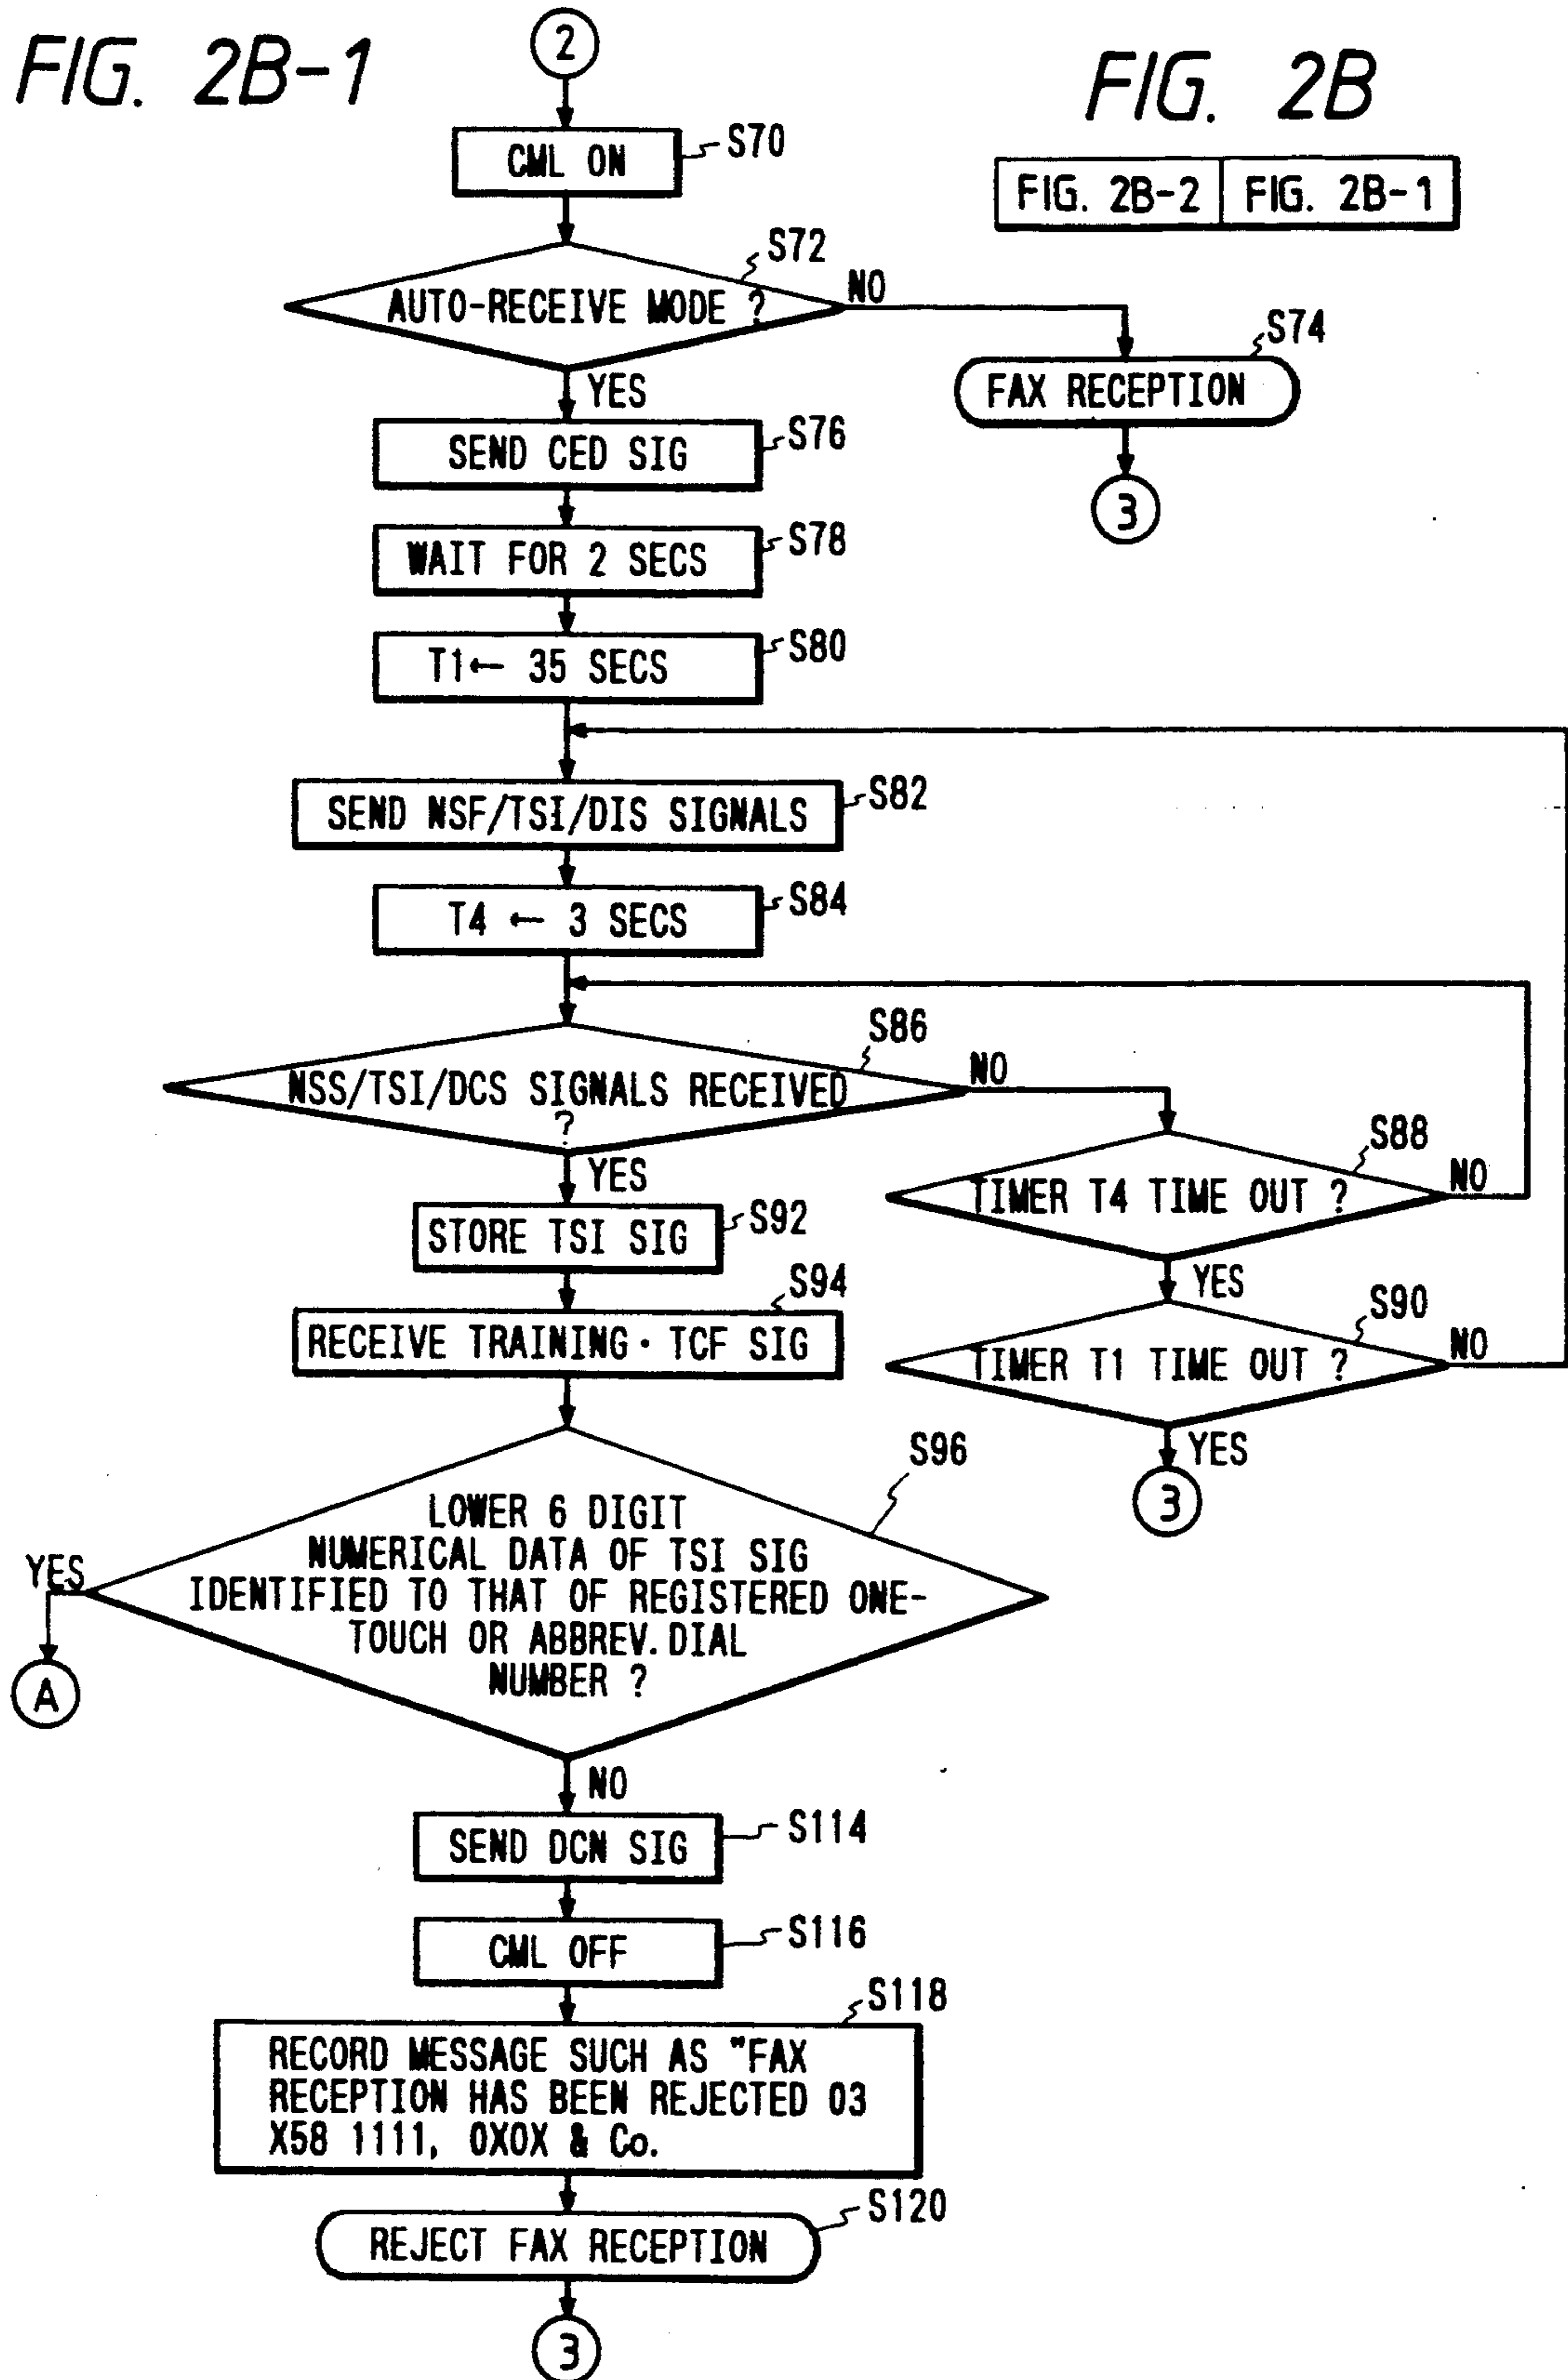 FIG. 2B-1
2
FIG. 2B
FIG. 2B-2
FIG. 2B-1
CML ON
S70
AUTO-RECEIVE MODE ?
S72
NO
S74
FAX RECEPTION
3
YES
SEND CED SIG
S76
WAIT FOR 2 SECS
S78
T1← 35 SECS
S80
SEND NSF/TSI/DIS SIGNALS
S82
T4 ← 3 SECS
S84
NSS/TSI/DCS SIGNALS RECEIVED
?
S86
NO
TIMER T4 TIME OUT ?
S88
NO
YES
TIMER T1 TIME OUT ?
S90
NO
YES
3
YES
STORE TSI SIG
S92
RECEIVE TRAINING・TCF SIG
S94
LOWER 6 DIGIT
NUMERICAL DATA OF TSI SIG
IDENTIFIED TO THAT OF REGISTERED ONE-
TOUCH OR ABBREV. DIAL
NUMBER ?
S96
YES
A
NO
SEND DCN SIG
S114
CML OFF
S116
RECORD MESSAGE SUCH AS "FAX
RECEPTION HAS BEEN REJECTED 03
X58 1111, OXOX & Co.
S118
REJECT FAX RECEPTION
S120
3